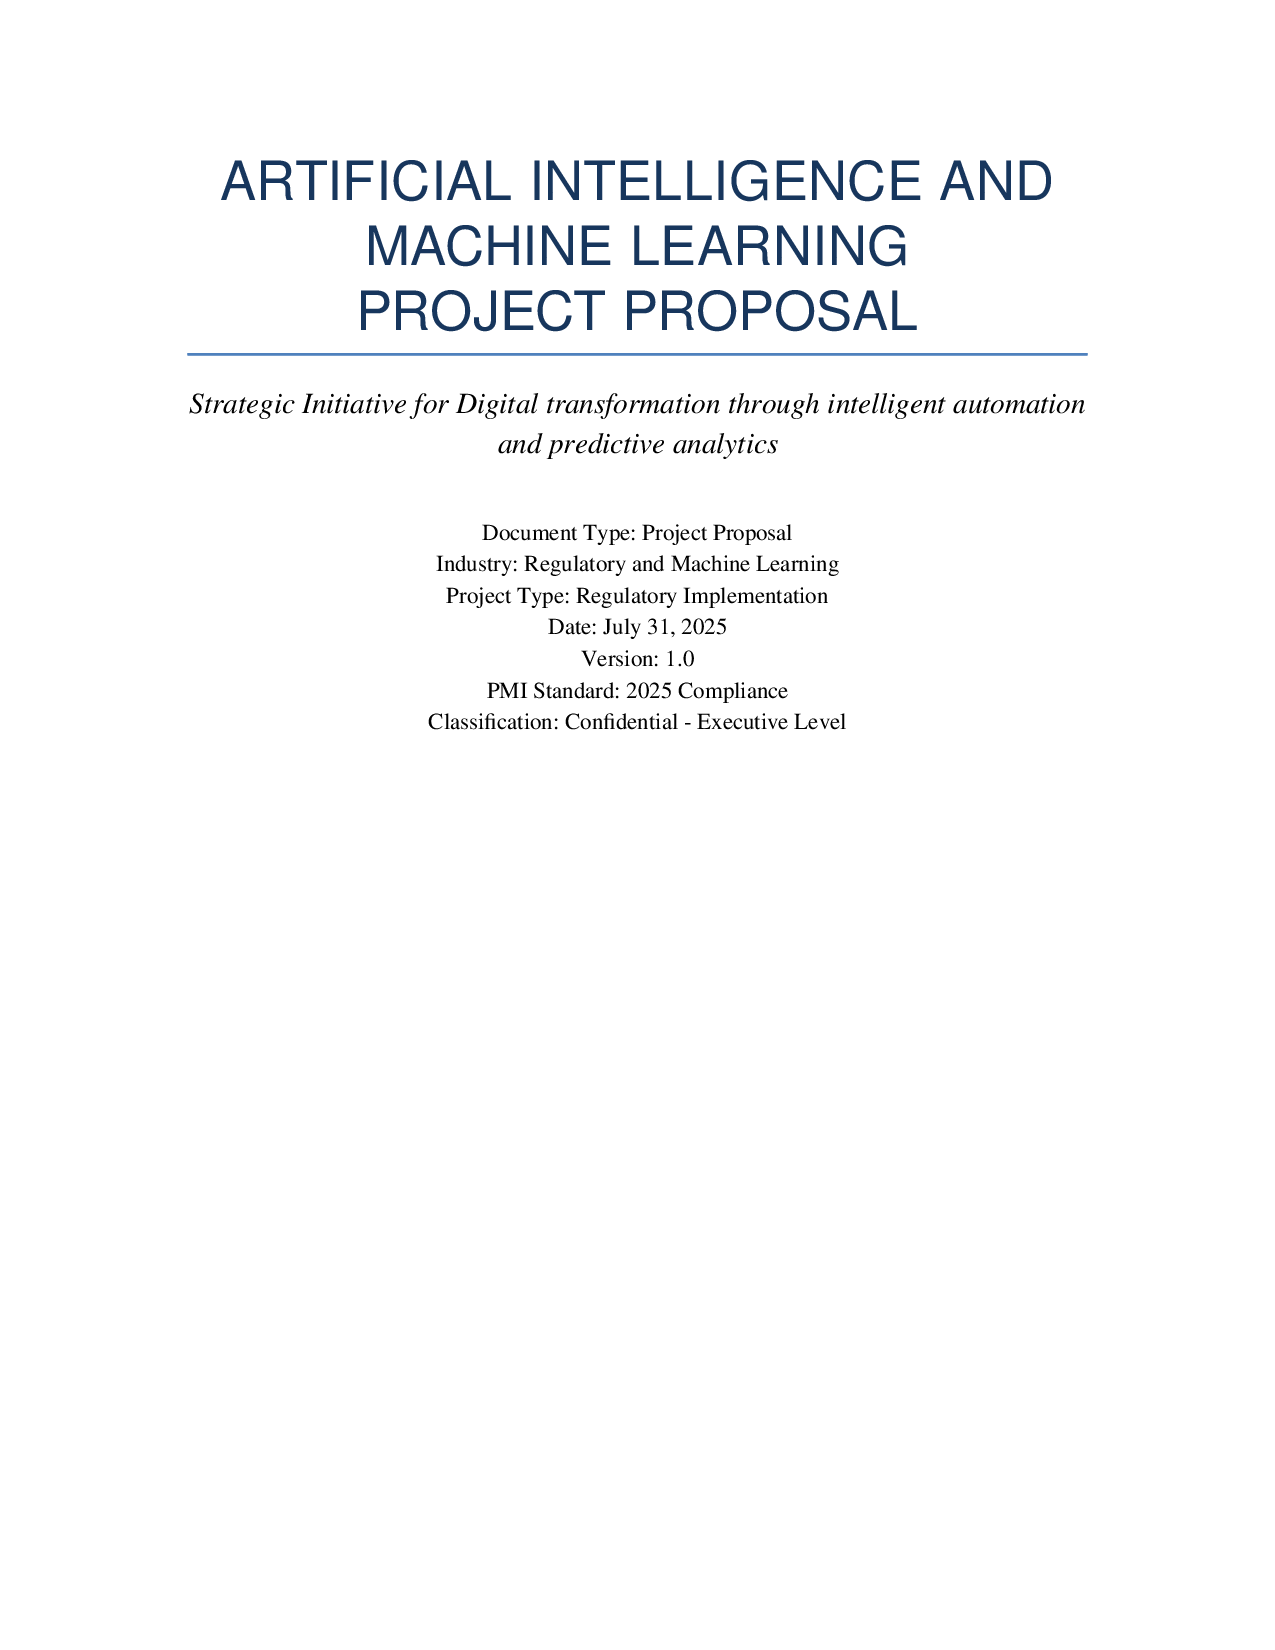 ARTIFICIAL INTELLIGENCE AND
MACHINE LEARNING
PROJECT PROPOSAL
Strategic Initiative for Digital transformation through intelligent automation
and predictive analytics
Document Type: Project Proposal
Industry: Regulatory and Machine Learning
Project Type: Regulatory Implementation
Date: July 31, 2025
Version: 1.0
PMI Standard: 2025 Compliance
Classification: Confidential - Executive Level